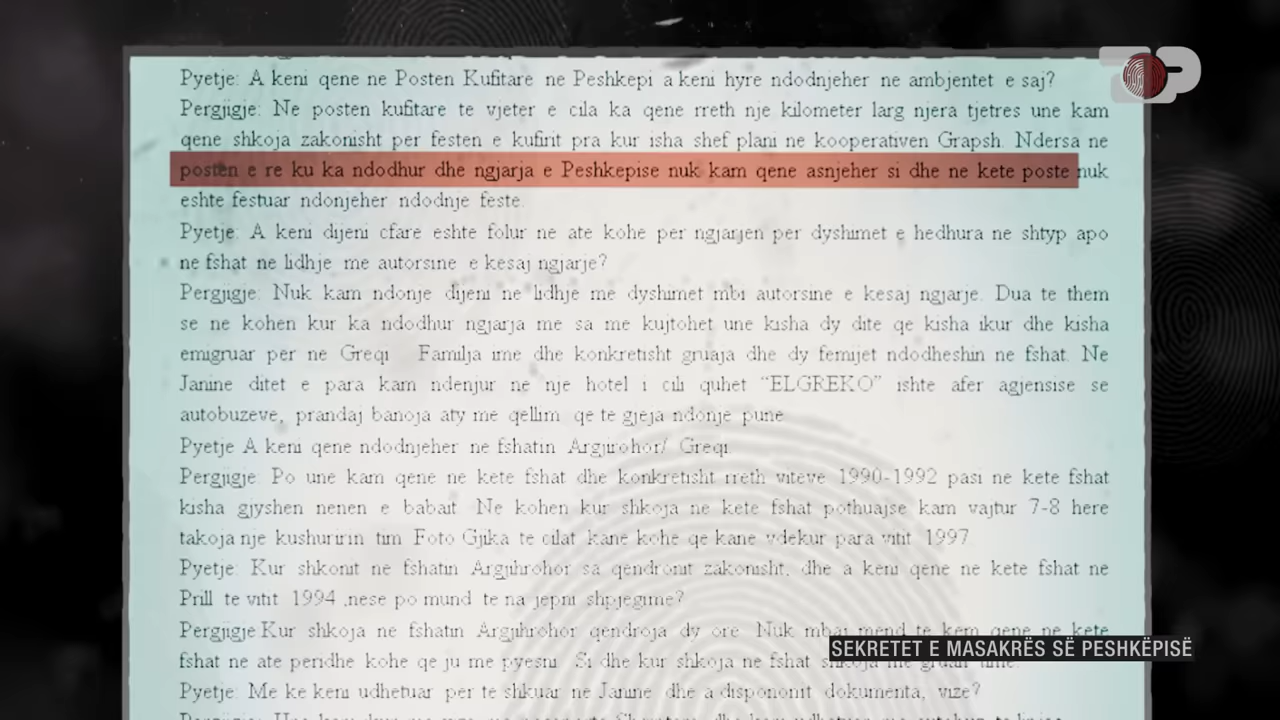 Pyetje: A keni qene ne Posten Kufitare ne Peshkepi a keni hyre ndodnjeher ne ambjentet e saj?
Pergjigje: Ne posten kufitare te vjeter e cila ka qene rreth nje kilometer larg njera tjetres une kam
qene shkoja zakonisht per festen e kufirit pra kur isha shef plani ne kooperativen Grapsh. Ndersa ne
posten e re ku ka ndodhur dhe ngjarja e Peshkepise nuk kam qene asnjeher si dhe ne kete poste nuk
eshte festuar ndonjeher ndodnje feste.
Pyetje: A keni dijeni cfare eshte folur ne ate kohe per ngjarjen per dyshimet e hedhura ne shtyp apo
ne fshat ne lidhje me autorsine e kesaj ngjarje?
Pergjigje: Nuk kam ndonje dijeni ne lidhje me dyshimet mbi autorsine e kesaj ngjarje. Dua te them
se ne kohen kur ka ndodhur ngjarja me sa me kujtohet une kisha dy dite qe kisha ikur dhe kisha
emigruar per ne Greqi Familja ime dhe konkretisht gruaja dhe dy femijet ndodheshin ne fshat. Ne
Janine ditet e para kam ndenjur ne nje hotel i cili quhet “ELGREKO” ishte afer agjensise se
autobuzeve, prandaj banoja aty me qellim qe te gjeja ndonje pune
Pyetje A keni qene ndodnjeher ne fshatin Argjirohor/ Greqi.
Pergjigje: Po une kam qene ne kete fshat dhe konkretisht rreth viteve 1990-1992 pasi ne kete fshat
kisha gjyshen nenen e babait Ne kohen kur shkoja ne kete fshat pothuajse kam vajtur 7-8 here
takoja nje kushuririn tim Foto Gjika te cilat kane kohe qe kane vdekur para vitit 1997
Pyetje: Kur shkonit ne fshatin Argjihrohor sa qendronit zakonisht, dhe a keni qene ne kete fshat ne
Prill te vitit 1994 ,nese po mund te na jepni shpjegime?
Pergjigje Kur shkoja ne fshatin Argjihrohor qendroja dy ore. Nuk mbaj mend te kem qene ne kete
fshat ne ate peridhe kohe qe ju me pyesni. Si dhe kur shkoja ne fshat shkoja me gruan time.
SEKRETET E MASAKRËS SË PESHKËPISË
Pyetje: Me ke keni udhetuar per te shkuar ne Janine dhe a disponomit dokumenta, vize?